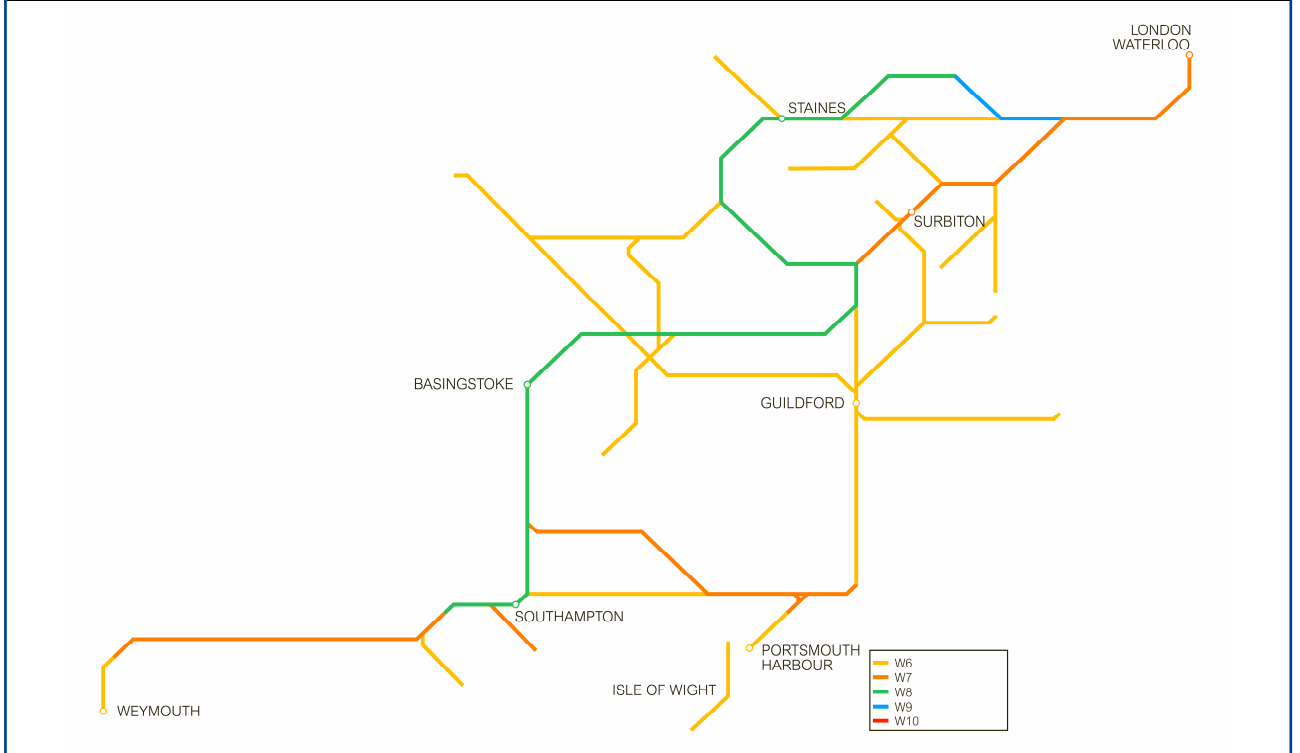 LONDON
WATERLOO
STAINES
SURBITON
BASINGSTOKE
GUILDFORD
SOUTHAMPTON
PORTSMOUTH
HARBOUR
ISLE OF WIGHT
WEYMOUTH
W6
W7
W8
W9
W10